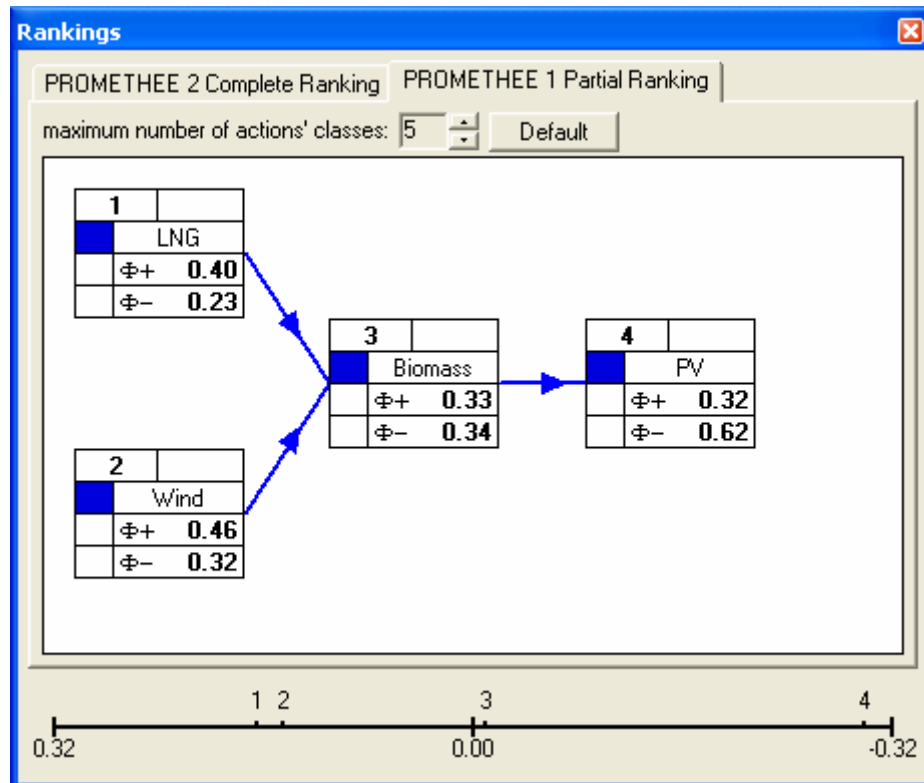 Rankings
PROMETHEE 2 Complete Ranking PROMETHEE 1 Partial Ranking
maximum number of actions' classes: 5 Default
1
LNG
Φ+ 0.40
Φ− 0.23
2
Wind
Φ+ 0.46
Φ− 0.32
3
Biomass
Φ+ 0.33
Φ− 0.34
4
PV
Φ+ 0.32
Φ− 0.62
1 2 3 4
0.32 0.00 -0.32